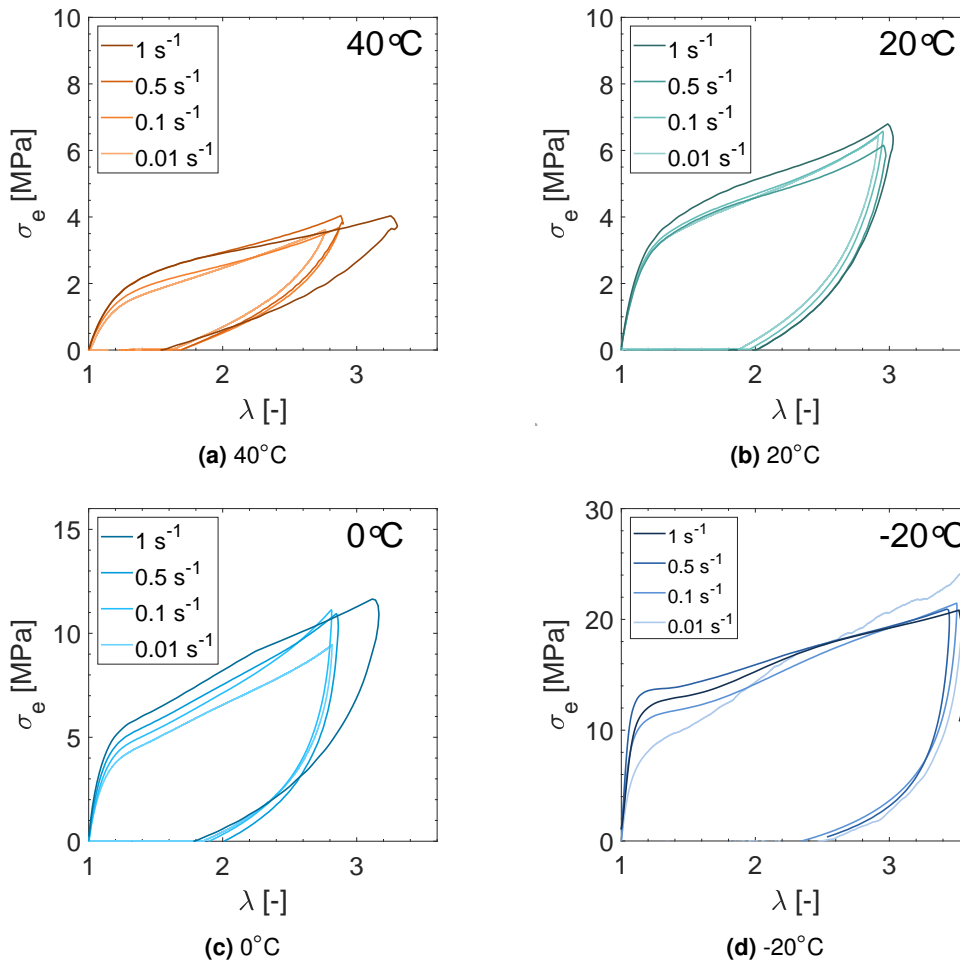 10
8
6
4
2
0
1
2
3
σe [MPa]
λ [-]
1 s-1
0.5 s-1
0.1 s-1
0.01 s-1
40°C
(a) 40°C
10
8
6
4
2
0
1
2
3
σe [MPa]
λ [-]
1 s-1
0.5 s-1
0.1 s-1
0.01 s-1
20°C
(b) 20°C
15
10
5
0
1
2
3
σe [MPa]
λ [-]
1 s-1
0.5 s-1
0.1 s-1
0.01 s-1
0°C
(c) 0°C
30
20
10
0
1
2
3
σe [MPa]
λ [-]
1 s-1
0.5 s-1
0.1 s-1
0.01 s-1
-20°C
(d) -20°C